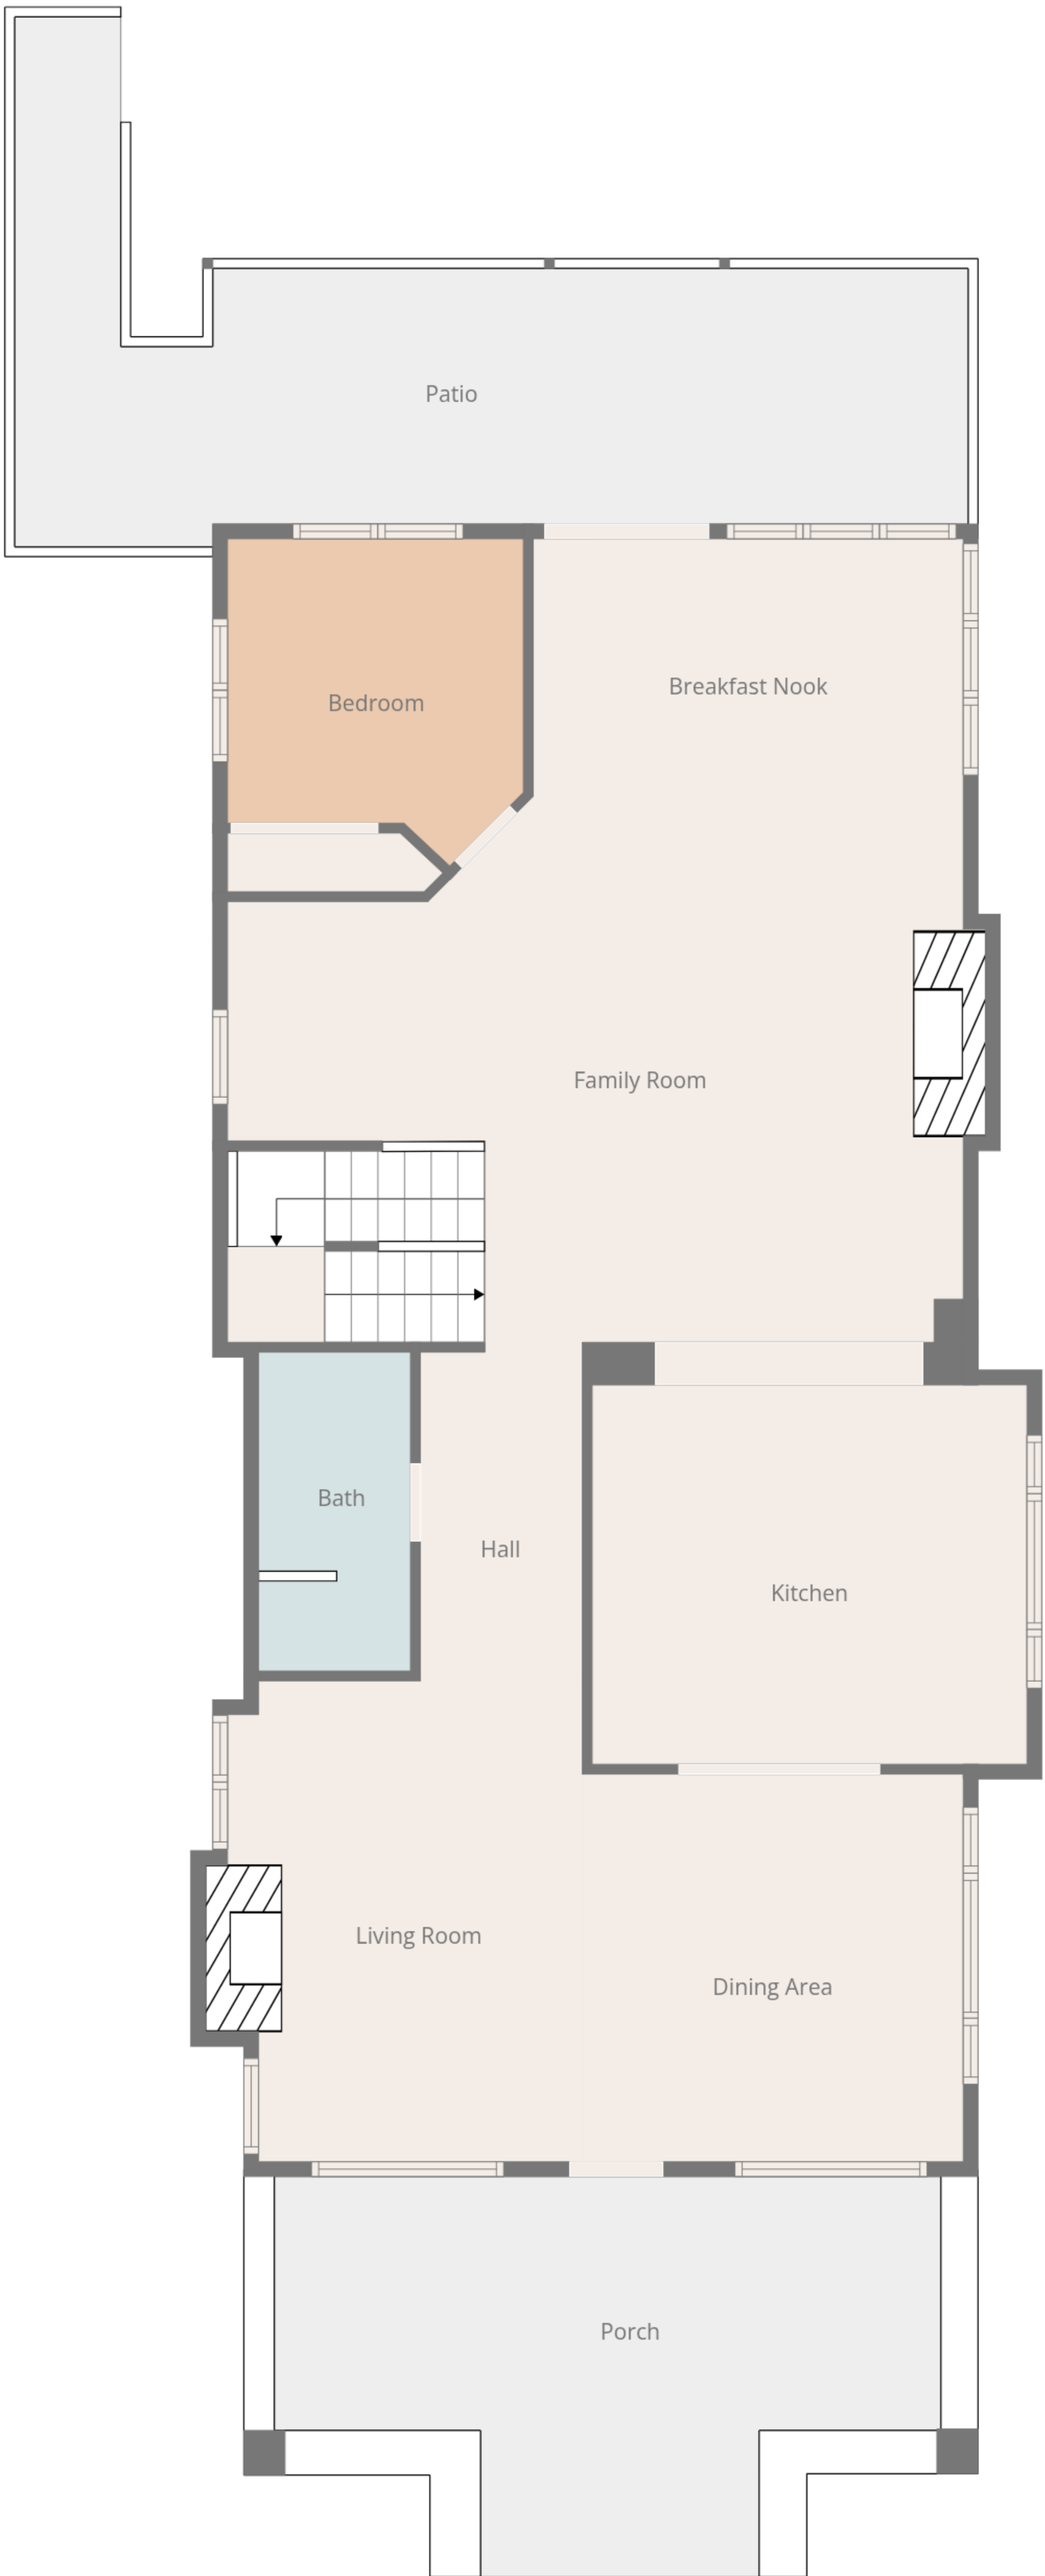 Patio
Breakfast Nook
Bedroom
Family Room
Bath
Hall
Kitchen
Living Room
Dining Area
Porch